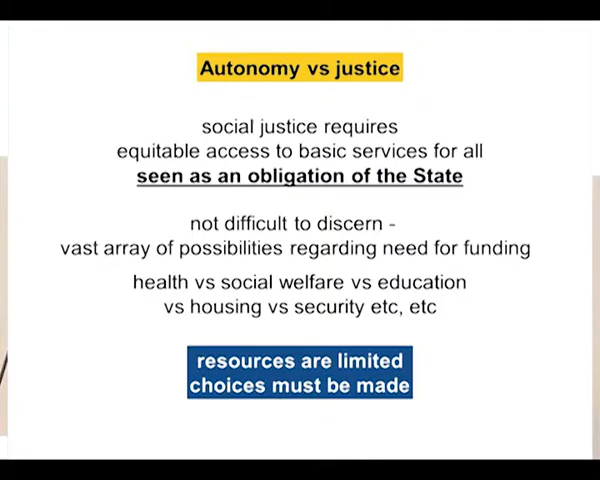 Autonomy vs justice
social justice requires
equitable access to basic services for all
seen as an obligation of the State
not difficult to discern -
vast array of possibilities regarding need for funding
health vs social welfare vs education
vs housing vs security etc, etc
resources are limited
choices must be made